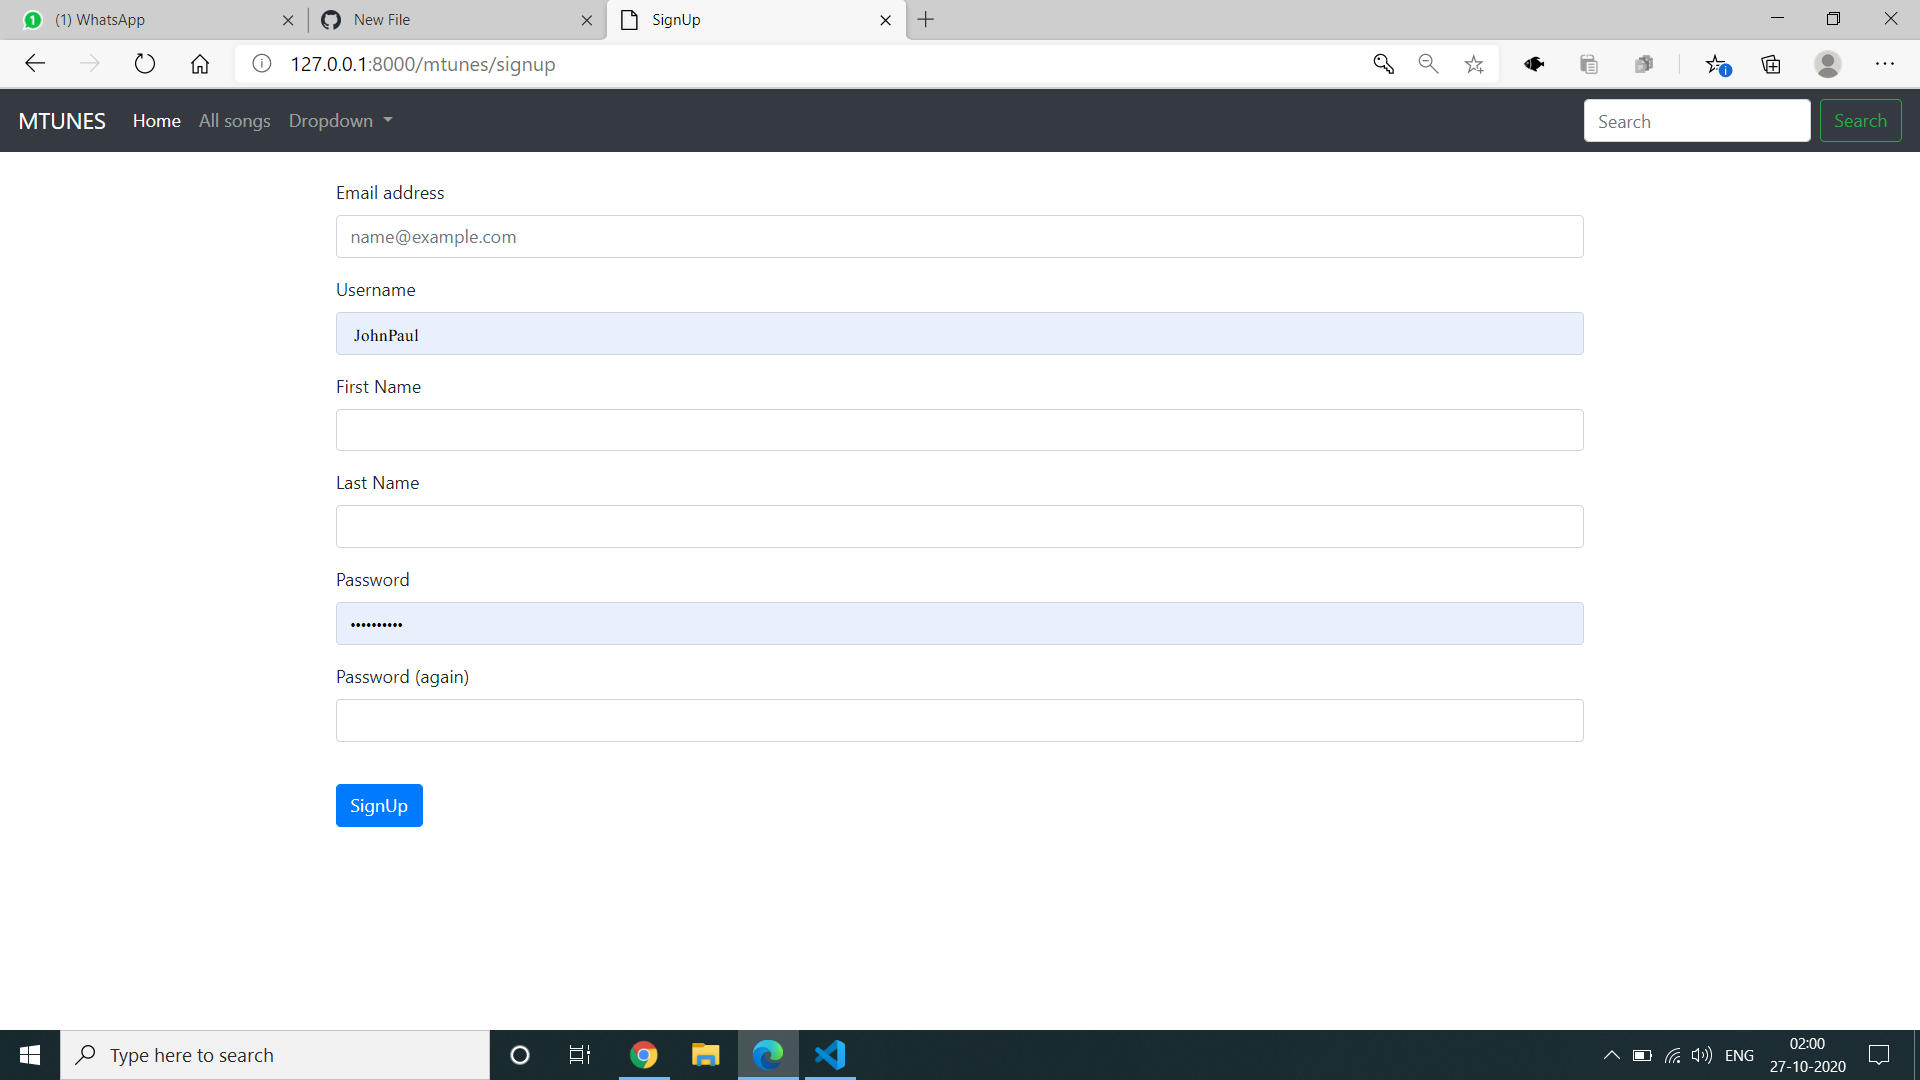 (1) WhatsApp
New File
SignUp
127.0.0.1:8000/mtunes/signup
MTUNES Home All songs Dropdown Search Search
Email address
name@example.com
Username
JohnPaul
First Name
Last Name
Password
••••••••••
Password (again)
SignUp
Type here to search
ENG
02:00
27-10-2020